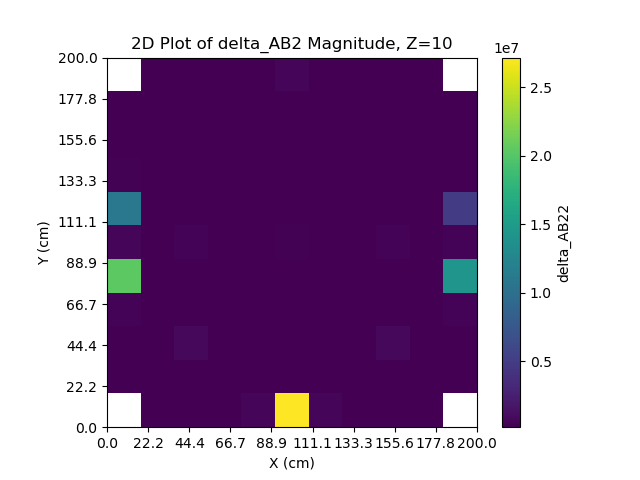 2D Plot of delta_AB2 Magnitude, Z=10
1e7
200.0
177.8
155.6
133.3
111.1
88.9
66.7
44.4
22.2
0.0
Y (cm)
0.0 22.2 44.4 66.7 88.9 111.1 133.3 155.6 177.8 200.0
X (cm)
2.5
2.0
1.5
1.0
0.5
delta_AB22